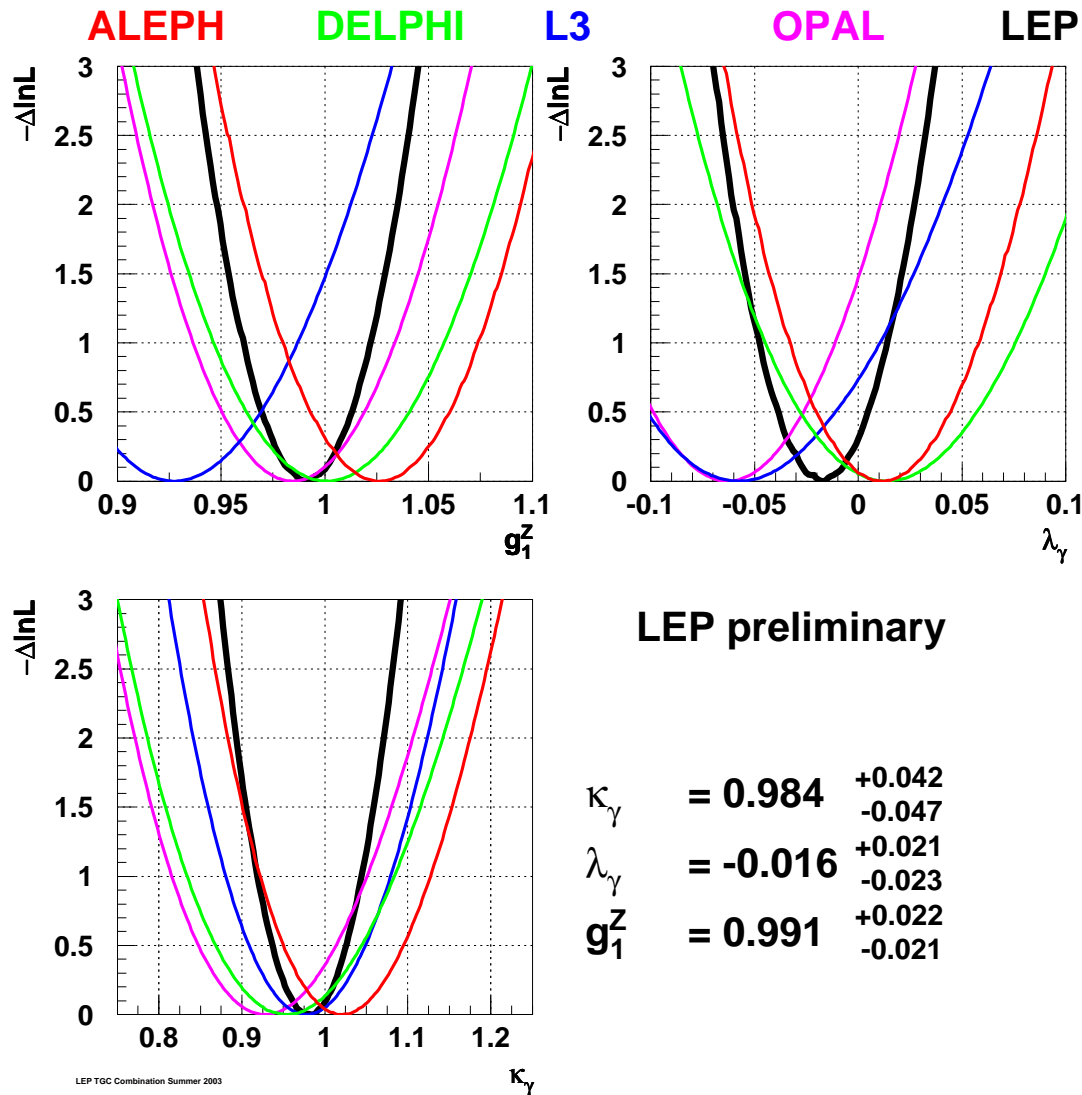 ALEPH DELPHI L3 OPAL LEP
−ΔlnL
3
2.5
2
1.5
1
0.5
0
0.9 0.95 1 1.05 1.1
g₁ᶻ
−ΔlnL
3
2.5
2
1.5
1
0.5
0
-0.1 -0.05 0 0.05 0.1
λᵧ
−ΔlnL
3
2.5
2
1.5
1
0.5
0
0.8 0.9 1 1.1 1.2
κᵧ
LEP preliminary
κᵧ = 0.984 +0.042 -0.047
λᵧ = -0.016 +0.021 -0.023
g₁ᶻ = 0.991 +0.022 -0.021
LEP TGC Combination Summer 2003